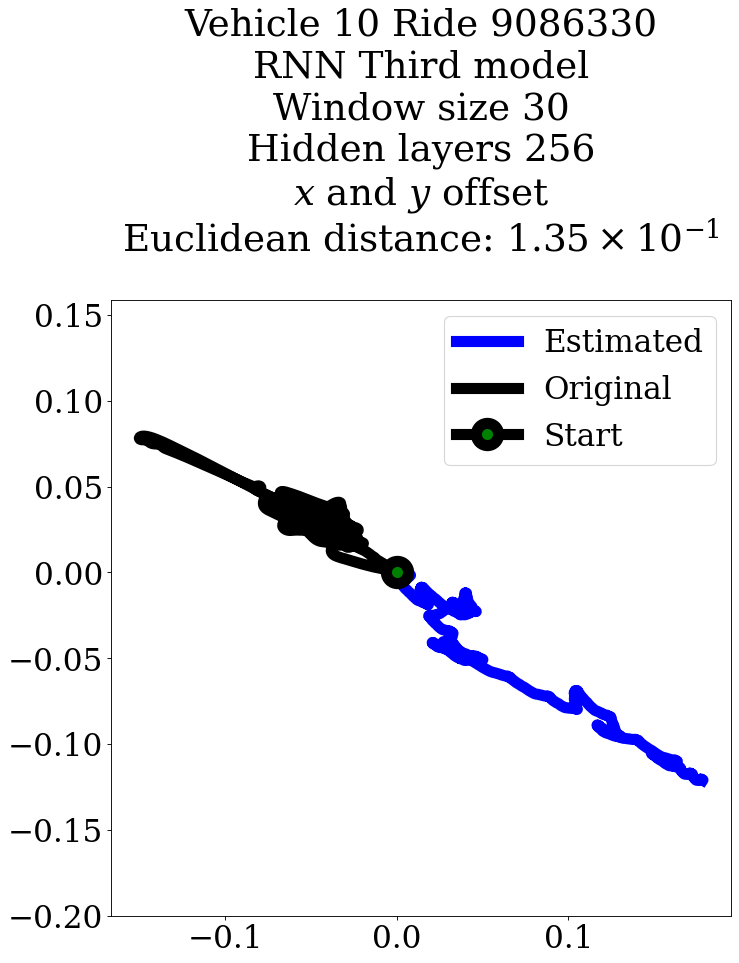 Vehicle 10 Ride 9086330
RNN Third model
Window size 30
Hidden layers 256
x and y offset
Euclidean distance: 1.35 × 10⁻¹
Estimated
Original
Start
0.15
0.10
0.05
0.00
−0.05
−0.10
−0.15
−0.20
−0.1
0.0
0.1